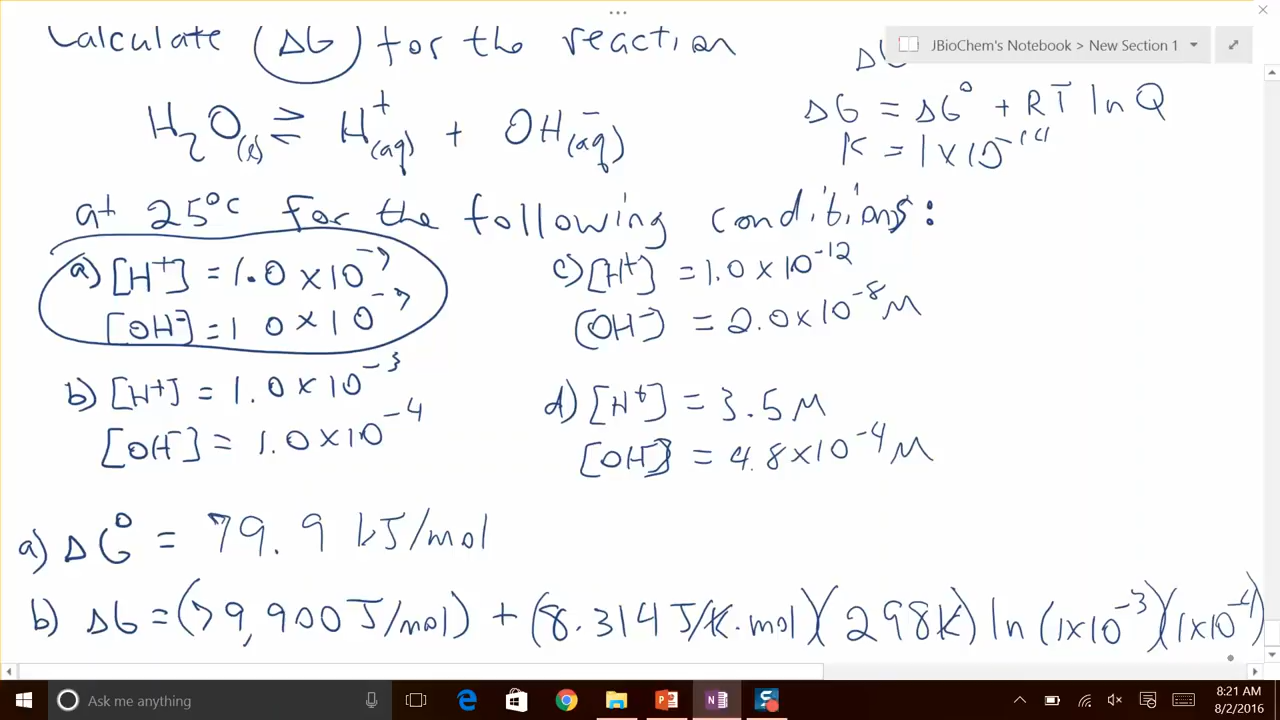 Calculate (ΔG) for the reaction
JBioChem's Notebook > New Section 1
ΔG = ΔG° + RT ln Q
H₂O(l) ⇌ H⁺(aq) + OH⁻(aq)
K = 1 x 10⁻¹⁴
at 25°C for the following conditions:
a) [H+] = 1.0 x 10⁻⁷
[OH-] = 1 0 x 10⁻⁷
b) [H+] = 1.0 x 10⁻³
[OH-] = 1.0 x 10⁻⁴
c) [H+] = 1.0 x 10⁻¹²
[OH-] = 2.0 x 10⁻⁸ M
d) [H+] = 3.5 M
[OH-] = 4.8 x 10⁻⁴ M
a) ΔG° = 79.9 kJ/mol
b) ΔG = (79,900 J/mol) + (8.314 J/K·mol)(298K) ln (1x10⁻³)(1x10⁻⁴)
Ask me anything
8:21 AM
8/2/2016